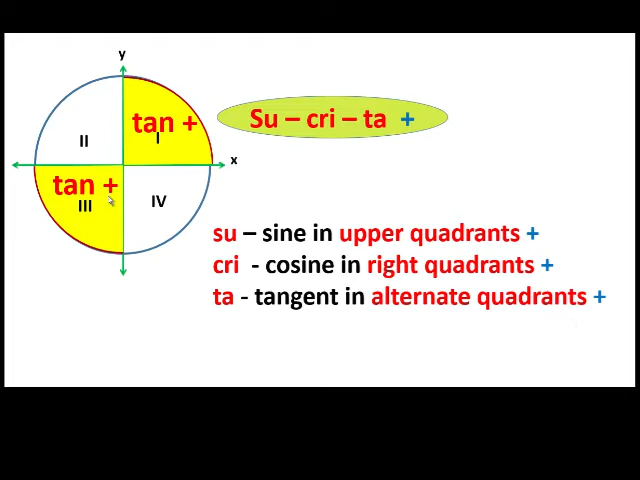 y
tan +
I
II
Su – cri – ta +
x
tan +
III
IV
su – sine in upper quadrants +
cri - cosine in right quadrants +
ta - tangent in alternate quadrants +